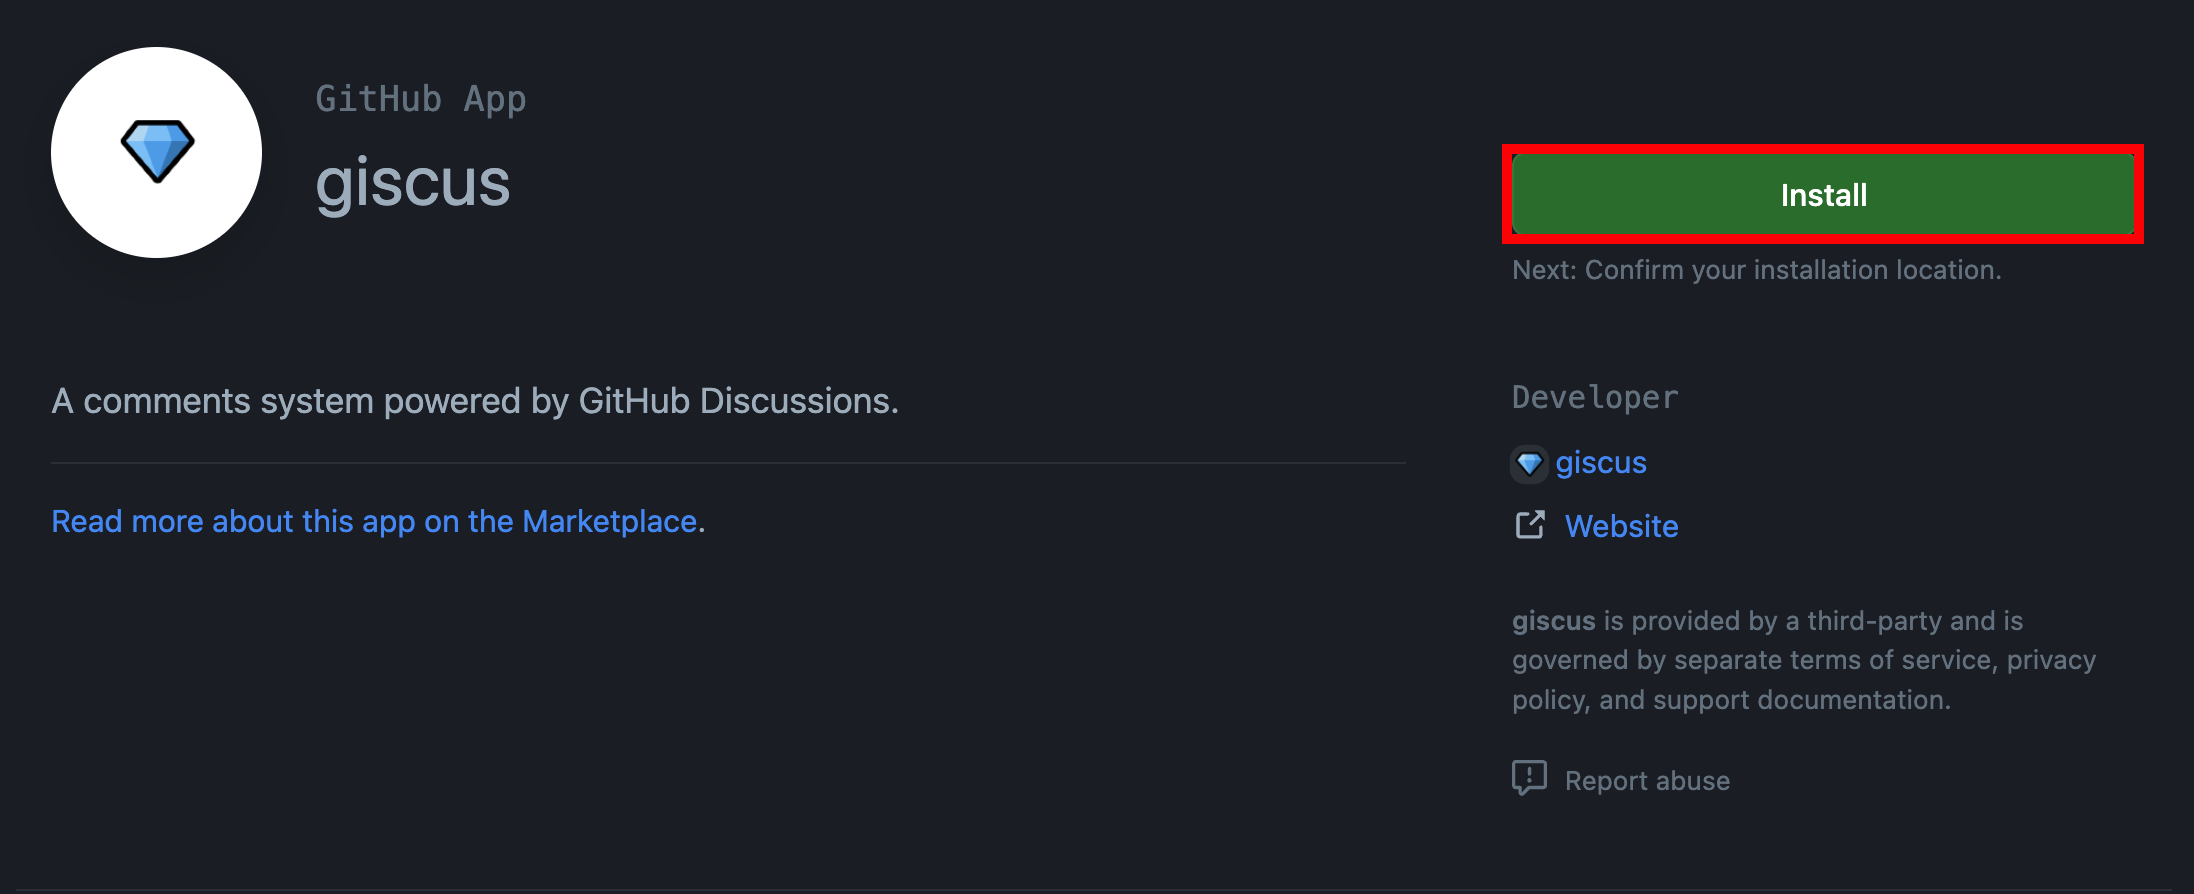 GitHub App
giscus
Install
Next: Confirm your installation location.
A comments system powered by GitHub Discussions.
Read more about this app on the Marketplace.
Developer
giscus
Website
giscus is provided by a third-party and is
governed by separate terms of service, privacy
policy, and support documentation.
Report abuse